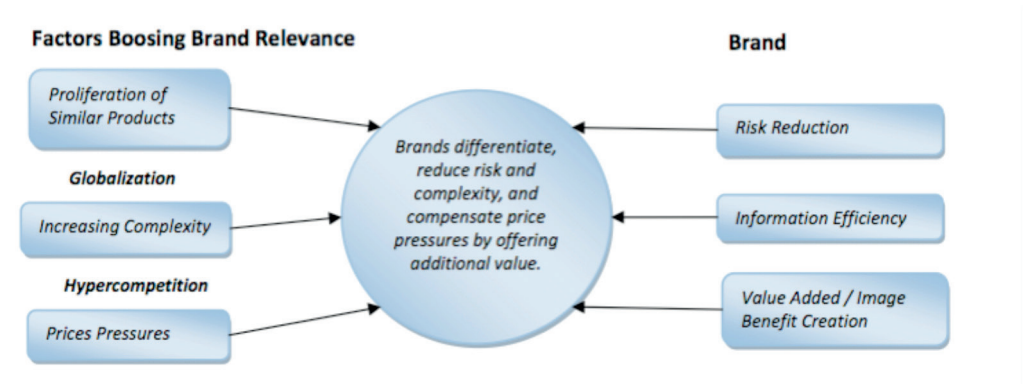 Factors Boosing Brand Relevance
Proliferation of
Similar Products
Globalization
Increasing Complexity
Hypercompetition
Prices Pressures
Brands differentiate,
reduce risk and
complexity, and
compensate price
pressures by offering
additional value.
Brand
Risk Reduction
Information Efficiency
Value Added / Image
Benefit Creation